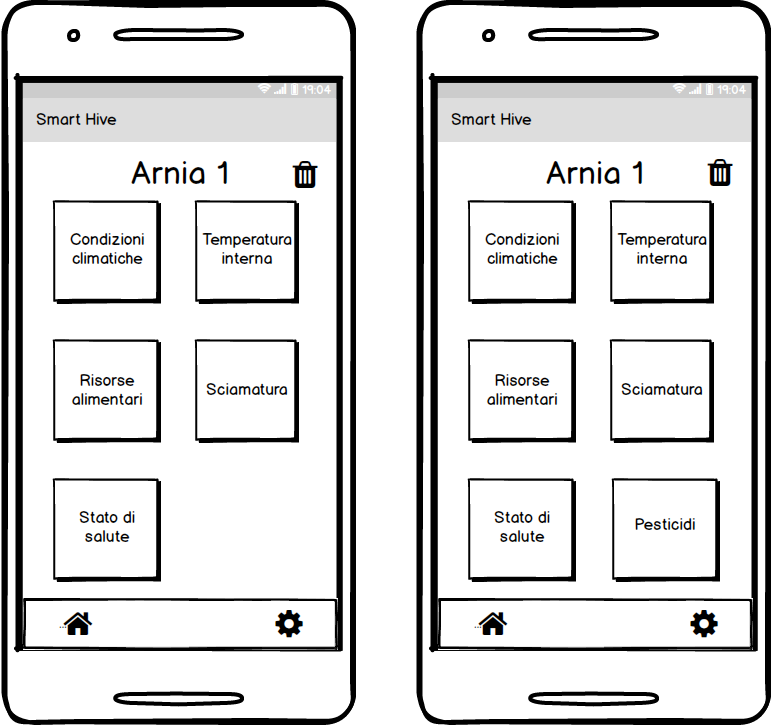 19:04
Smart Hive
Arnia 1
Condizioni
climatiche
Temperatura
interna
Risorse
alimentari
Sciamatura
Stato di
salute
19:04
Smart Hive
Arnia 1
Condizioni
climatiche
Temperatura
interna
Risorse
alimentari
Sciamatura
Stato di
salute
Pesticidi